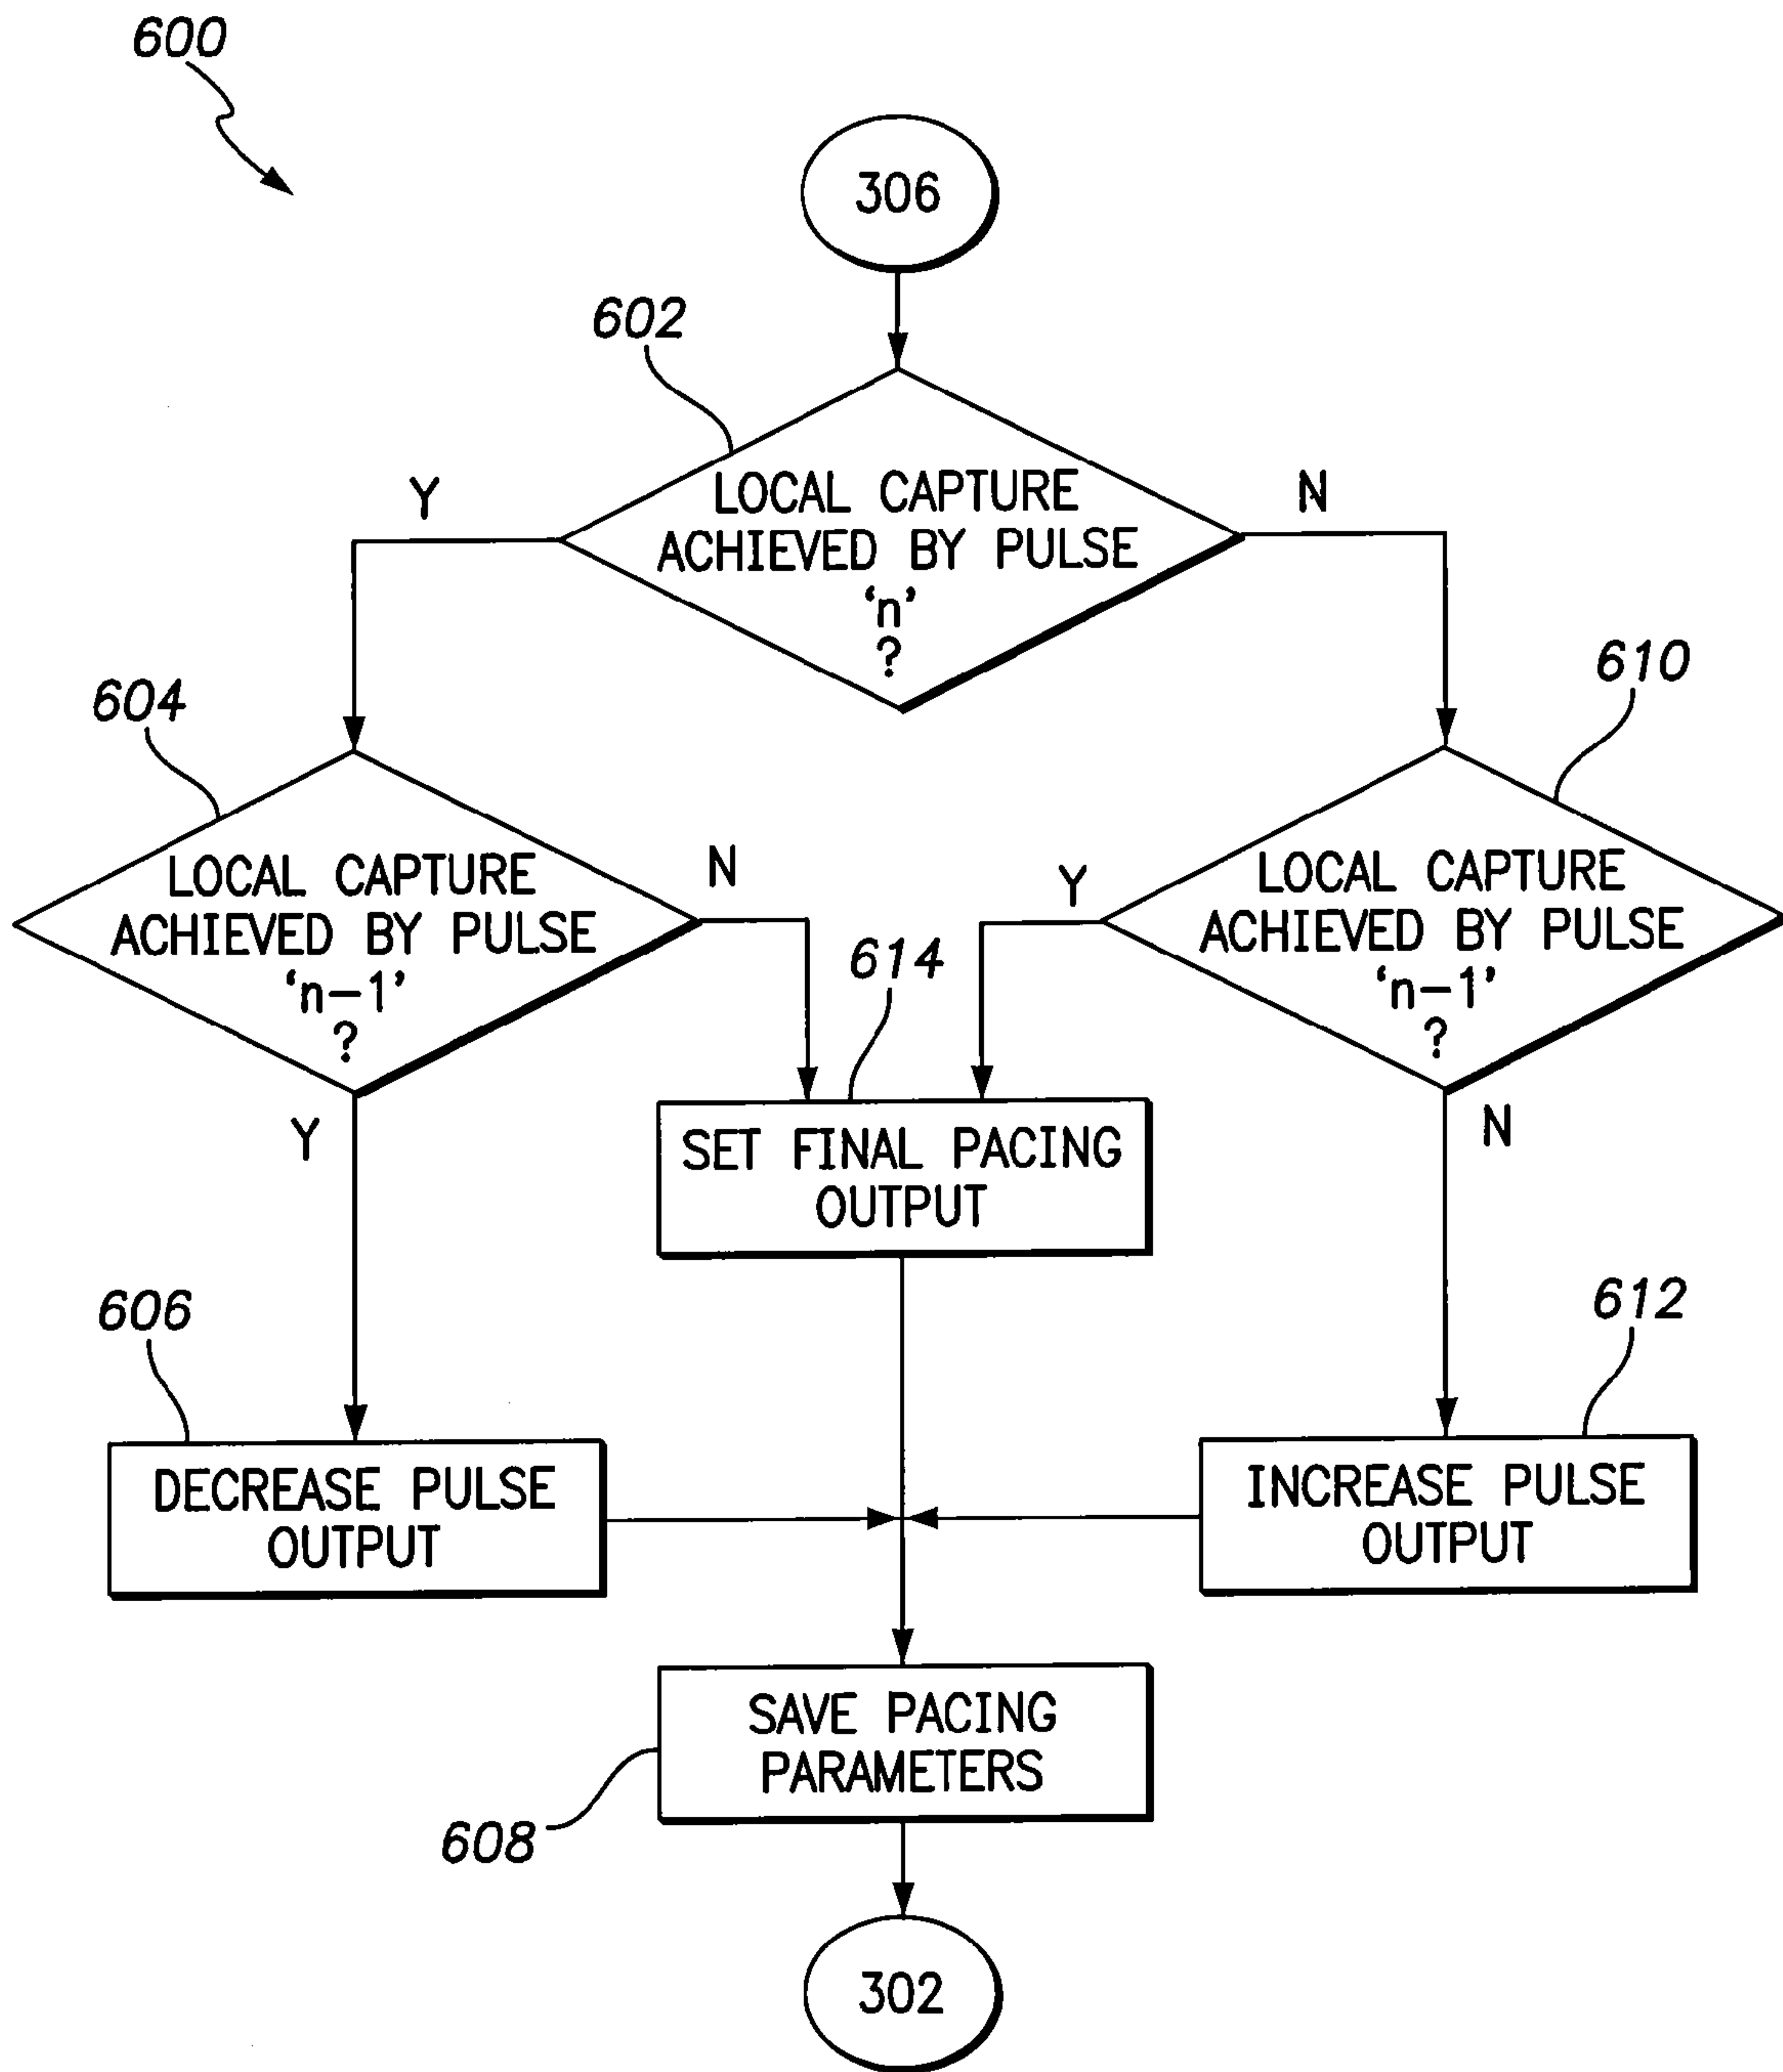 600
306
602
Y
N
LOCAL CAPTURE
ACHIEVED BY PULSE
‘n’
?
604
610
LOCAL CAPTURE
ACHIEVED BY PULSE
‘n–1’
?
N
Y
LOCAL CAPTURE
ACHIEVED BY PULSE
‘n–1’
?
614
Y
N
SET FINAL PACING
OUTPUT
606
612
DECREASE PULSE
OUTPUT
INCREASE PULSE
OUTPUT
SAVE PACING
PARAMETERS
608
302